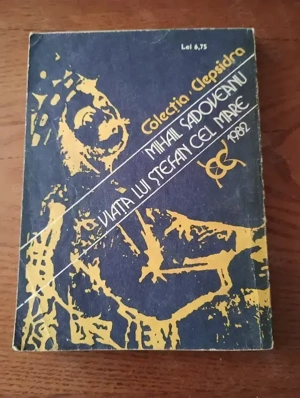 Lei 6,75
Colecția Clepsidra
MIHAIL SADOVEANU
VIAȚA LUI ȘTEFAN CEL MARE
1982